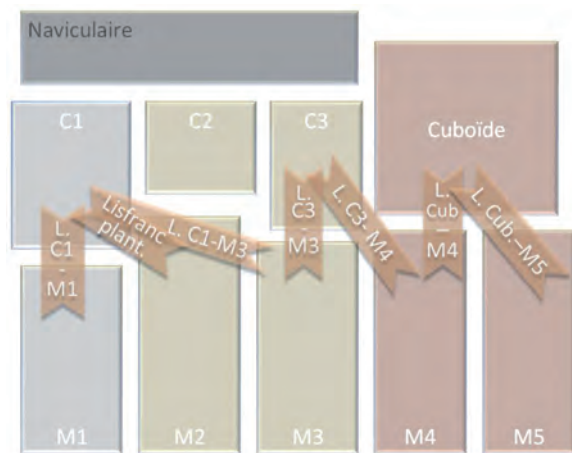 Naviculaire
C1
C2
C3
Cuboïde
L.
C1
-
M1
Lisfranc
plant.
L. C1-M3
L.
C3
–
M3
L. C3- M4
L.
Cub
–
M4
L. Cub.–M5
M1
M2
M3
M4
M5